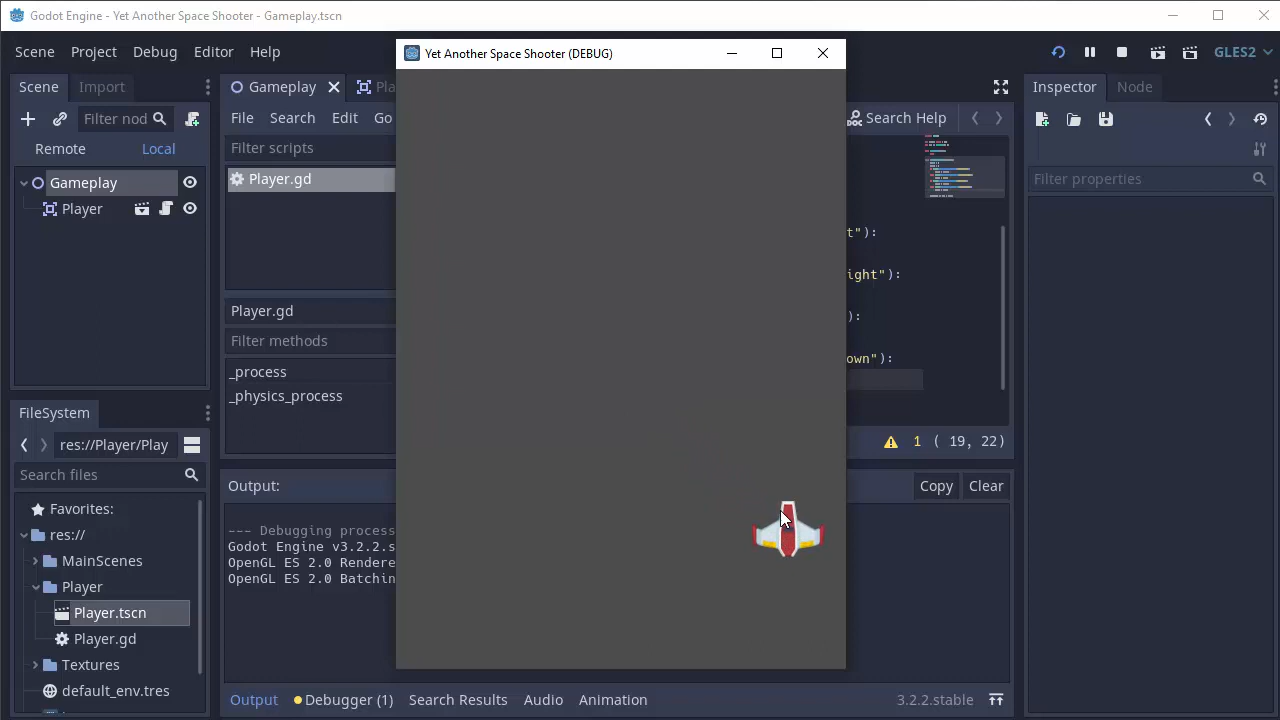 Godot Engine - Yet Another Space Shooter - Gameplay.tscn
Scene Project Debug Editor Help
GLES2
Yet Another Space Shooter (DEBUG)
Scene Import
Gameplay
Inspector Node
Filter nod
File Search Edit Go
Search Help
Remote Local
Filter scripts
Gameplay
Player.gd
Filter properties
Player
t"):
ight"):
Player.gd
):
Filter methods
own"):
_process
_physics_process
FileSystem
1 ( 19, 22)
res://Player/Play
Search files
Output:
Copy Clear
Favorites:
--- Debugging process
res://
Godot Engine v3.2.2.s
MainScenes
OpenGL ES 2.0 Rendere
Player
OpenGL ES 2.0 Batchin
Player.tscn
Player.gd
Textures
default_env.tres
Output Debugger (1) Search Results Audio Animation
3.2.2.stable